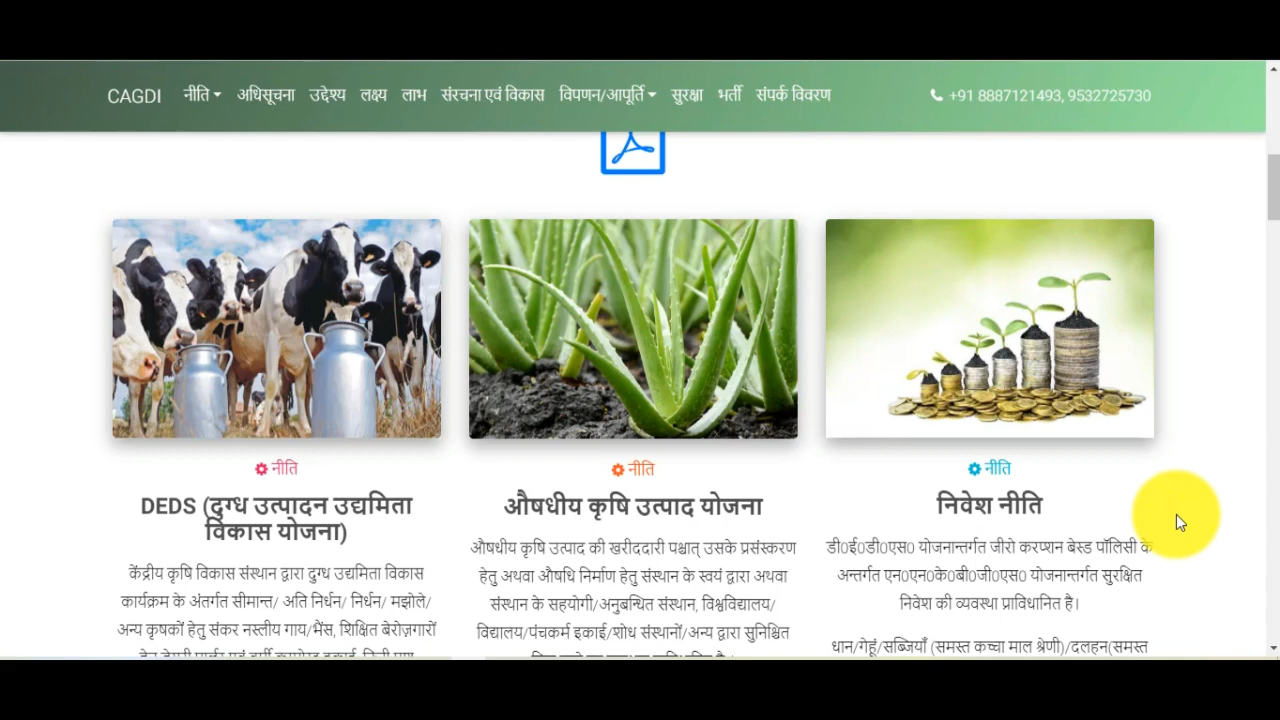 CAGDI नीति अधिसूचना उद्देश्य लक्ष्य लाभ संरचना एवं विकास विपणन/आपूर्ति सुरक्षा भर्ती संपर्क विवरण +91 8887121493, 9532725730
नीति
DEDS (दुग्ध उत्पादन उद्यमिता
विकास योजना)
केंद्रीय कृषि विकास संस्थान द्वारा दुग्ध उद्यमिता विकास
कार्यक्रम के अंतर्गत सीमान्त/ अति निर्धन/ निर्धन/ मझोले/
अन्य कृषकों हेतु संकर नस्लीय गाय/भैंस, शिक्षित बेरोज़गारों
नीति
औषधीय कृषि उत्पाद योजना
औषधीय कृषि उत्पाद की खरीददारी पश्चात् उसके प्रसंस्करण
हेतु अथवा औषधि निर्माण हेतु संस्थान के स्वयं द्वारा अथवा
संस्थान के सहयोगी/अनुबन्धित संस्थान, विश्वविद्यालय/
विद्यालय/पंचकर्म इकाई/शोध संस्थानों/अन्य द्वारा सुनिश्चित
नीति
निवेश नीति
डी0ई0डी0एस0 योजनान्तर्गत जीरो करप्शन बेस्ड पॉलिसी के
अन्तर्गत एन0एन0के0बी0जी0एस0 योजनान्तर्गत सुरक्षित
निवेश की व्यवस्था प्राविधानित है।
धान/गेहूं/सब्जियाँ (समस्त कच्चा माल श्रेणी)/दलहन(समस्त